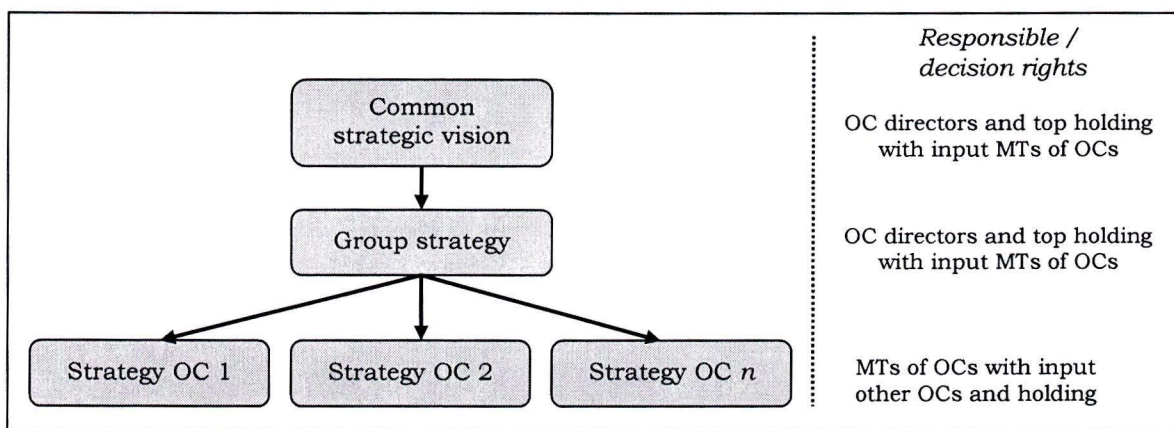 Responsible /
decision rights
Common
strategic vision
OC directors and top holding
with input MTs of OCs
Group strategy
OC directors and top holding
with input MTs of OCs
Strategy OC 1
Strategy OC 2
Strategy OC n
MTs of OCs with input
other OCs and holding